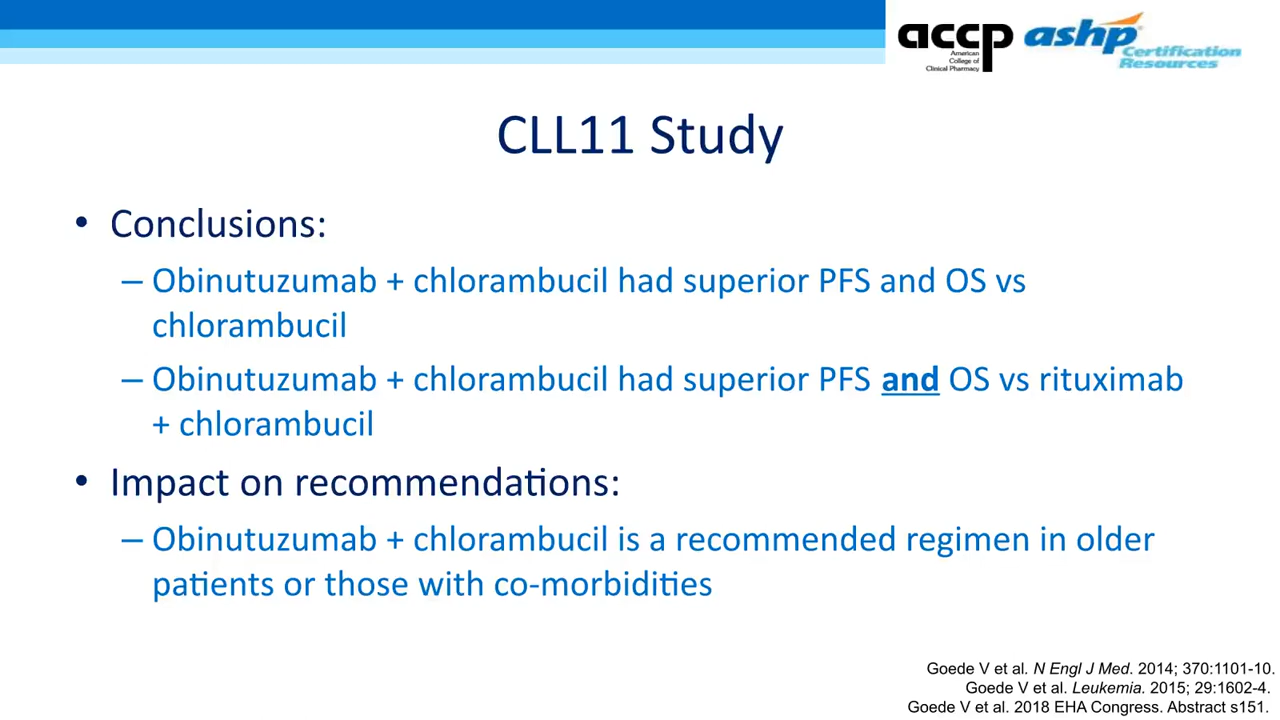 accp
American
College of
Clinical Pharmacy
ashp
Certification
Resources
CLL11 Study
• Conclusions:
– Obinutuzumab + chlorambucil had superior PFS and OS vs
chlorambucil
– Obinutuzumab + chlorambucil had superior PFS and OS vs rituximab
+ chlorambucil
• Impact on recommendations:
– Obinutuzumab + chlorambucil is a recommended regimen in older
patients or those with co-morbidities
Goede V et al. N Engl J Med. 2014; 370:1101-10.
Goede V et al. Leukemia. 2015; 29:1602-4.
Goede V et al. 2018 EHA Congress. Abstract s151.